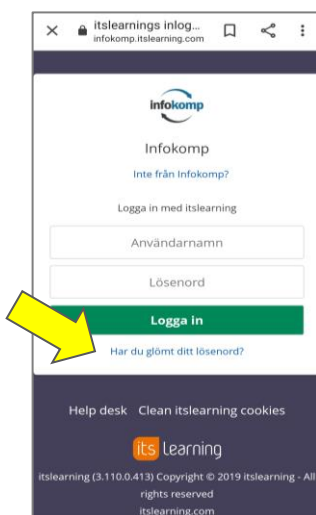 itslearnings inlog...
infokomp.itslearning.com
infokomp
Infokomp
Inte från Infokomp?
Logga in med itslearning
Användarnamn
Lösenord
Logga in
Har du glömt ditt lösenord?
Help desk Clean itslearning cookies
its Learning
itslearning (3.110.0.413) Copyright © 2019 itslearning - All
rights reserved
itslearning.com